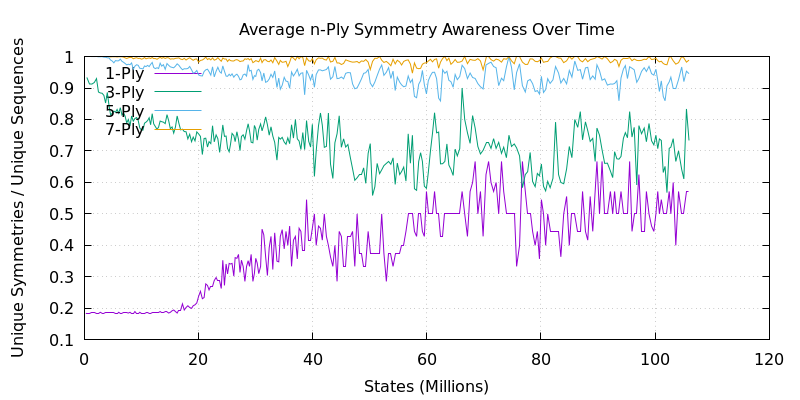 Average n-Ply Symmetry Awareness Over Time
Unique Symmetries / Unique Sequences
1
0.9
0.8
0.7
0.6
0.5
0.4
0.3
0.2
0.1
1-Ply
3-Ply
5-Ply
7-Ply
0 20 40 60 80 100 120
States (Millions)